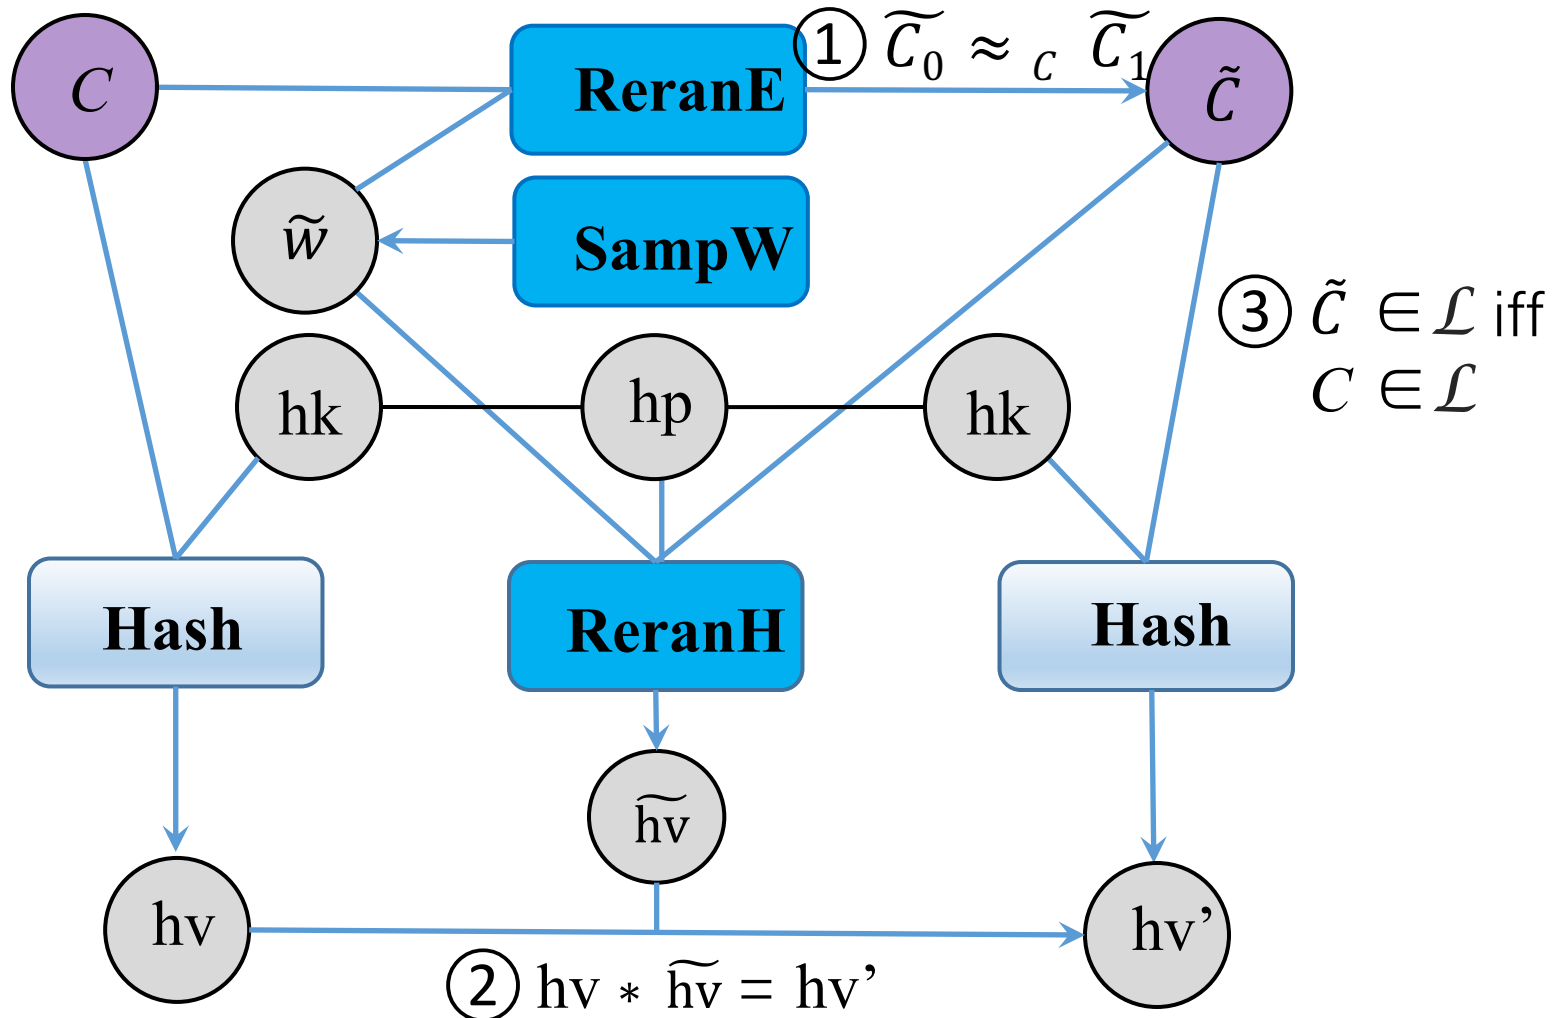 C
ReranE
① C̃₀ ≈ C C̃₁
C̃
w̃
SampW
③ C̃ ∈ ℒ iff
C ∈ ℒ
hk
hp
hk
Hash
ReranH
Hash
h͠v
hv
hv’
② hv * h͠v = hv’